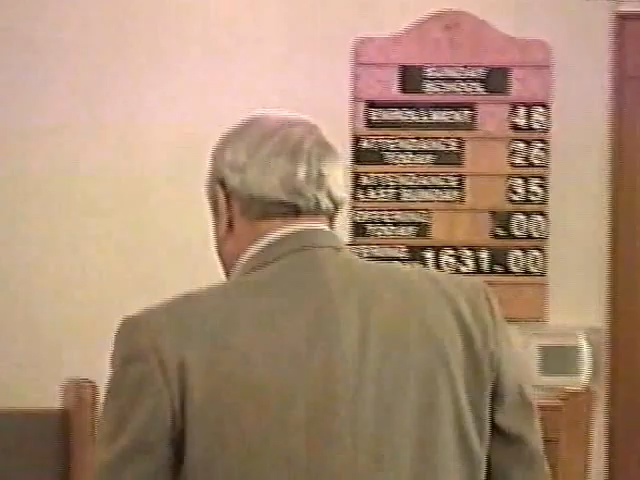 SUNDAY
SCHOOL
ENROLLMENT 48
ATTENDANCE
TODAY 26
ATTENDANCE
LAST SUNDAY 35
OFFERING
TODAY .00
1631.00